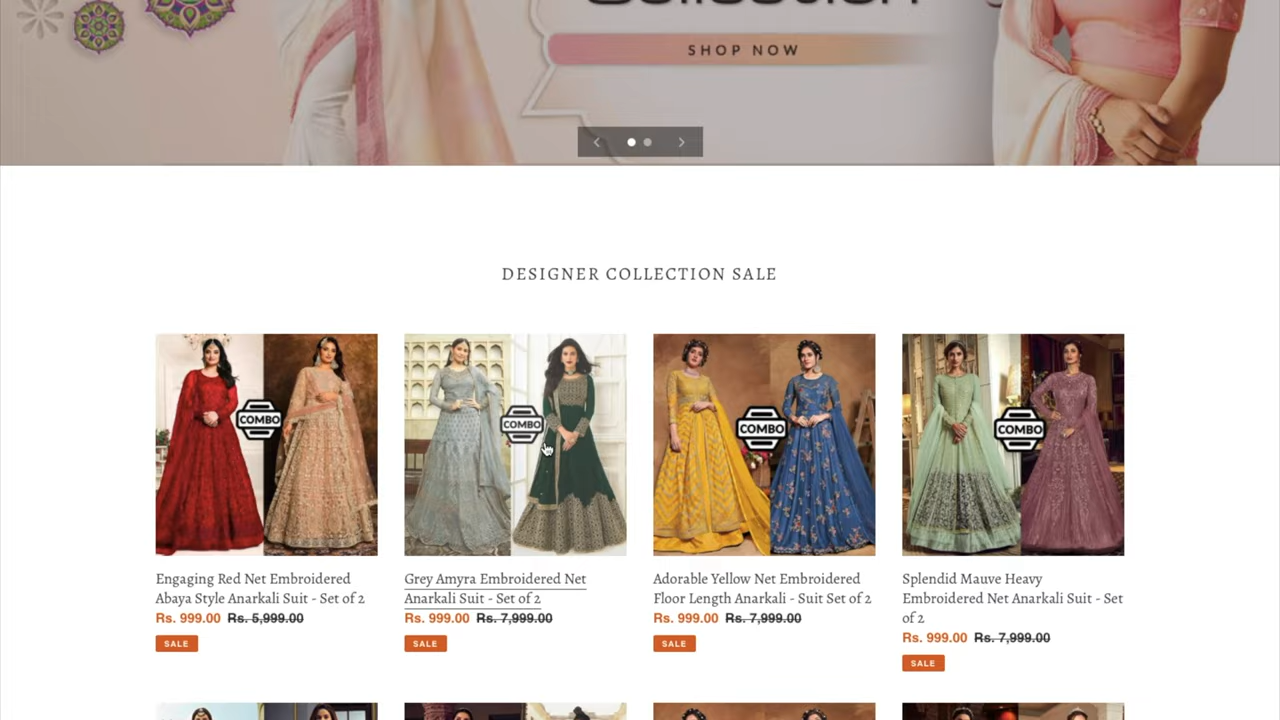 Collection
SHOP NOW
DESIGNER COLLECTION SALE
COMBO
COMBO
COMBO
COMBO
Engaging Red Net Embroidered
Abaya Style Anarkali Suit - Set of 2
Rs. 999.00 Rs. 5,999.00
SALE
Grey Amyra Embroidered Net
Anarkali Suit - Set of 2
Rs. 999.00 Rs. 7,999.00
SALE
Adorable Yellow Net Embroidered
Floor Length Anarkali - Suit Set of 2
Rs. 999.00 Rs. 7,999.00
SALE
Splendid Mauve Heavy
Embroidered Net Anarkali Suit - Set
of 2
Rs. 999.00 Rs. 7,999.00
SALE